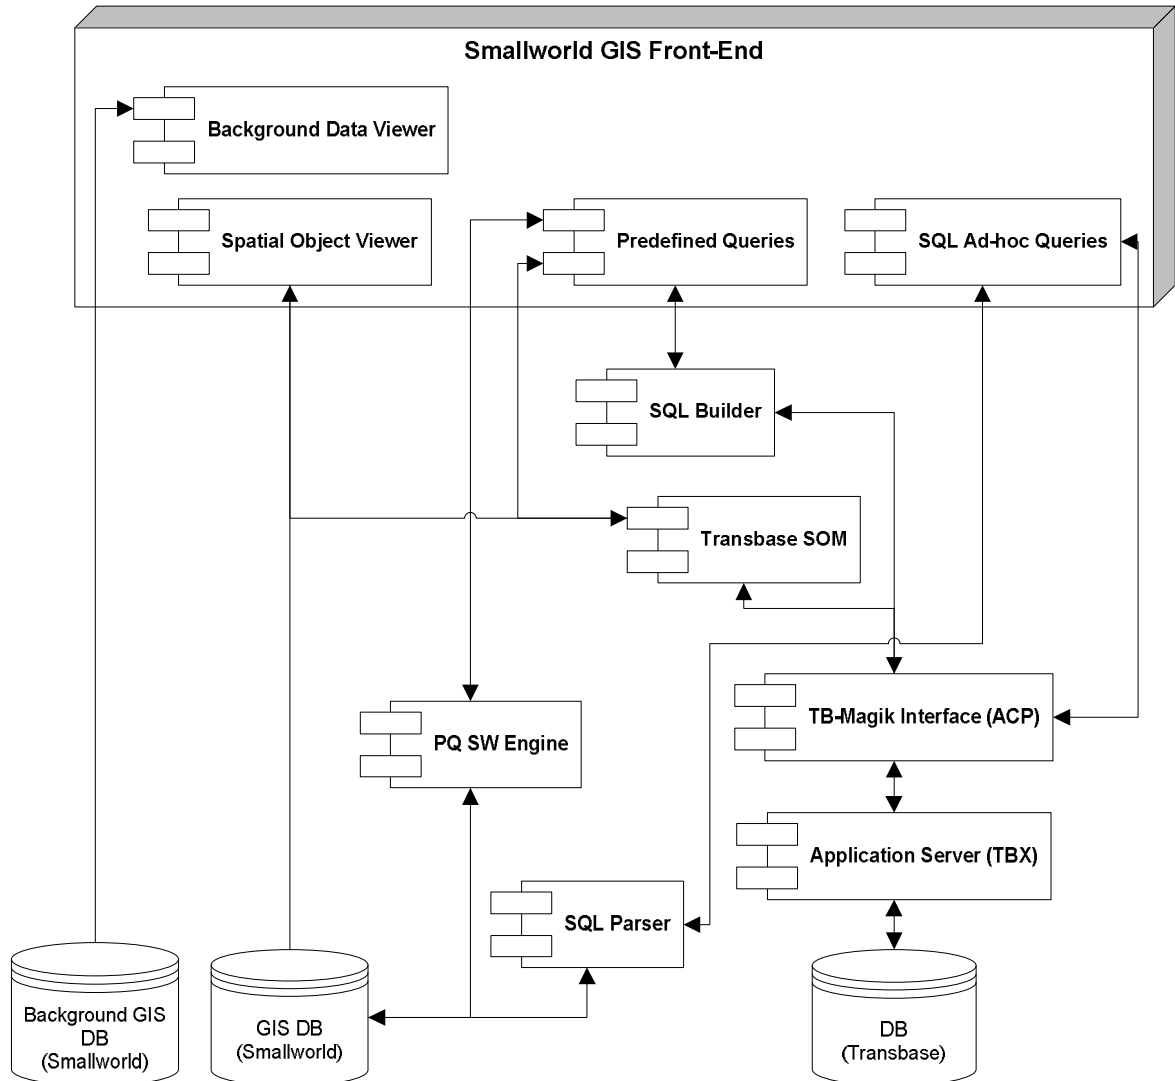 Smallworld GIS Front-End
Background Data Viewer
Spatial Object Viewer
Predefined Queries
SQL Ad-hoc Queries
SQL Builder
Transbase SOM
TB-Magik Interface (ACP)
PQ SW Engine
Application Server (TBX)
SQL Parser
Background GIS
DB
(Smallworld)
GIS DB
(Smallworld)
DB
(Transbase)